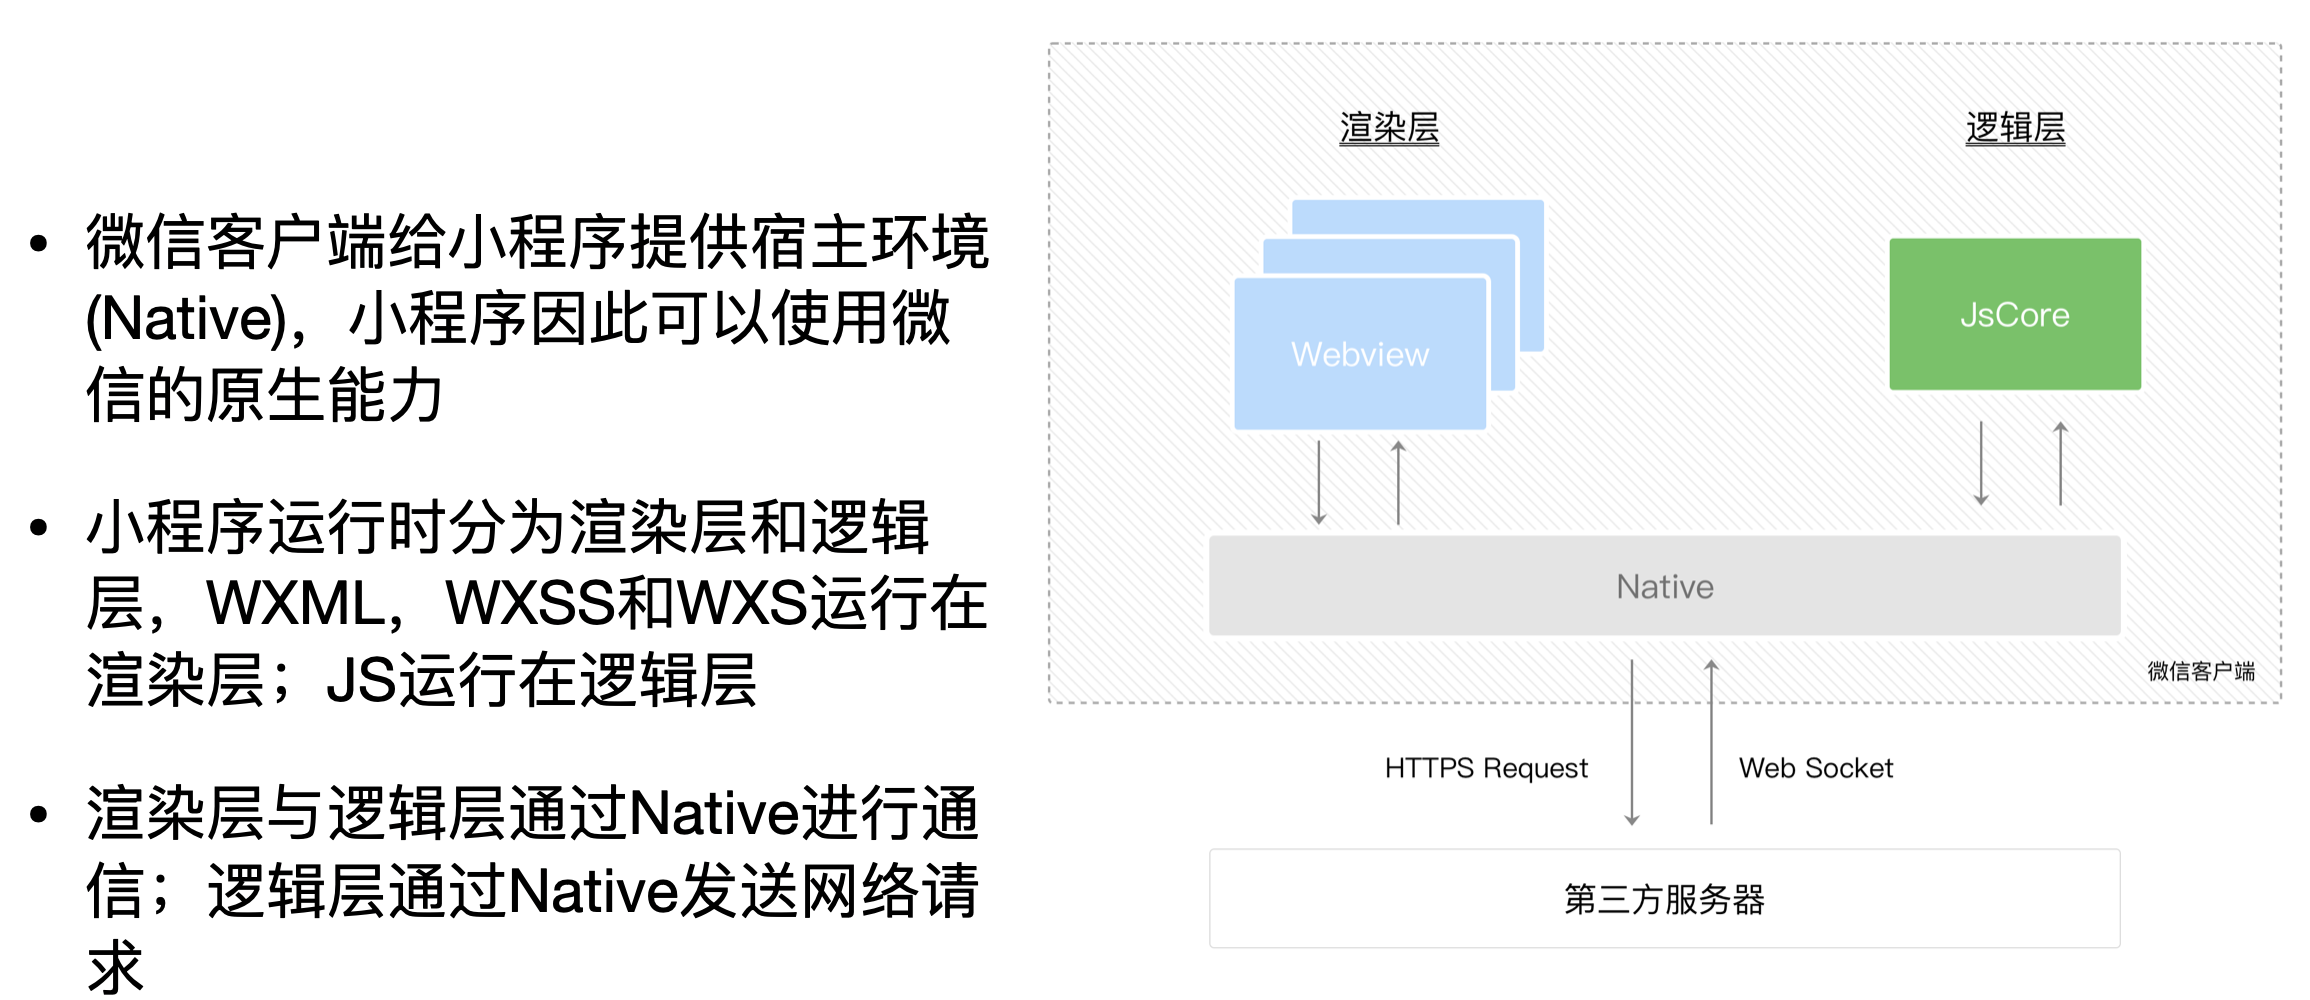 • 微信客户端给小程序提供宿主环境
(Native)，小程序因此可以使用微
信的原生能力
• 小程序运行时分为渲染层和逻辑
层，WXML，WXSS和WXS运行在
渲染层；JS运行在逻辑层
• 渲染层与逻辑层通过Native进行通
信；逻辑层通过Native发送网络请
求
渲染层
逻辑层
Webview
JsCore
Native
微信客户端
HTTPS Request
Web Socket
第三方服务器